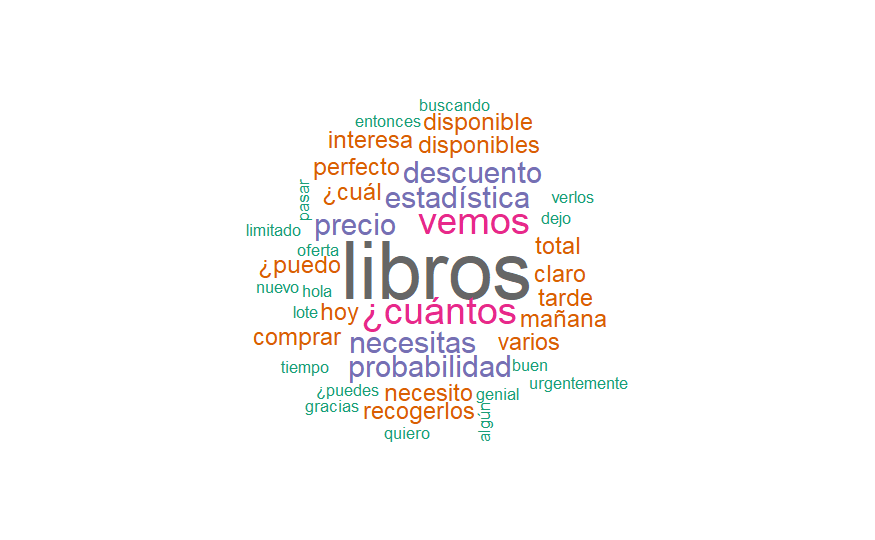 buscando
entonces disponible
interesa disponibles
perfecto descuento
¿cuál estadística
pasar
verlos
precio vemos dejo
limitado
oferta
total
¿puedo libros claro
nuevo hola
tarde
lote hoy ¿cuántos mañana
comprar necesitas varios
tiempo probabilidad buen
¿puedes necesito genial urgentemente
gracias recogerlos
algún
quiero